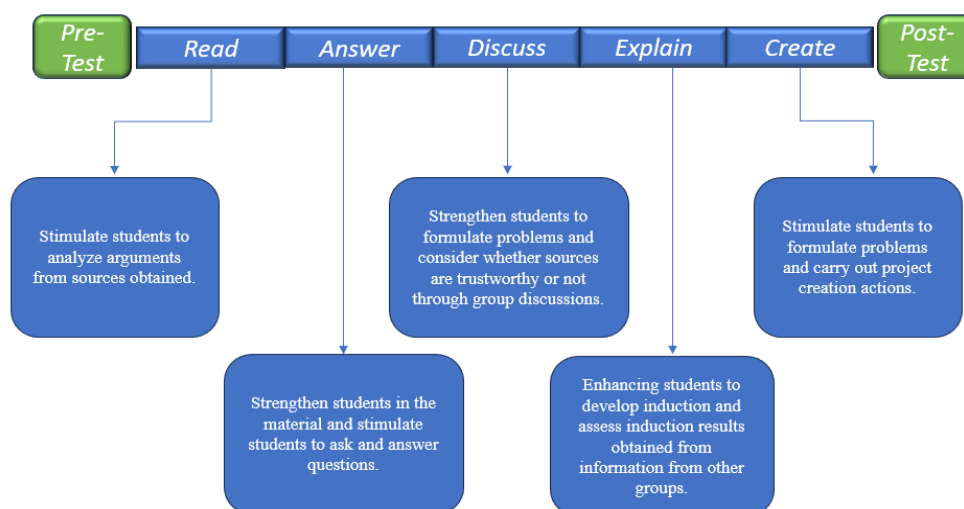 Pre-
Test
Read
Answer
Discuss
Explain
Create
Post-
Test
Stimulate students to
analyze arguments
from sources obtained.
Strengthen students to
formulate problems and
consider whether sources
are trustworthy or not
through group discussions.
Stimulate students to
formulate problems
and carry out project
creation actions.
Strengthen students in the
material and stimulate
students to ask and answer
questions.
Enhancing students to
develop induction and
assess induction results
obtained from
information from other
groups.